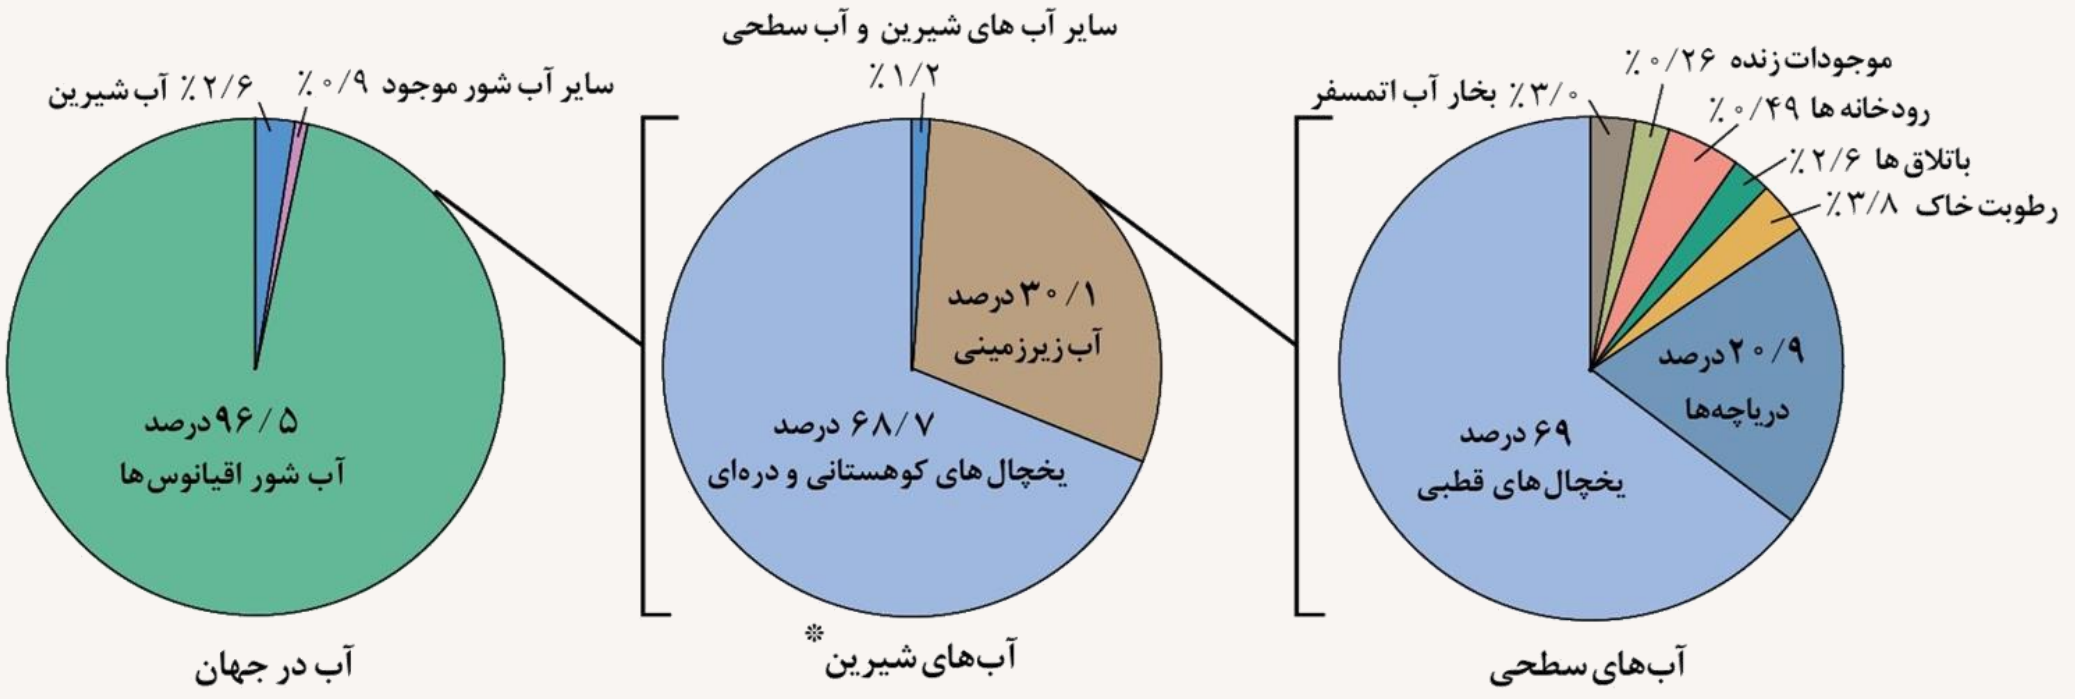 سایر آب های شیرین و آب سطحی
٪۱/۲
٪۲/۶ آب شیرین
٪۰/۹ سایر آب شور موجود
۹۶/۵ درصد
آب شور اقیانوس‌ها
آب در جهان
۳۰/۱ درصد
آب زیرزمینی
۶۸/۷ درصد
یخچال های کوهستانی و دره‌ای
آب‌های شیرین*
موجودات زنده ٪۰/۲۶
٪۳/۰ بخار آب اتمسفر
رودخانه ها ٪۰/۴۹
باتلاق ها ٪۲/۶
رطوبت خاک ٪۳/۸
۲۰/۹ درصد
دریاچه‌ها
۶۹ درصد
یخچال‌های قطبی
آب‌های سطحی